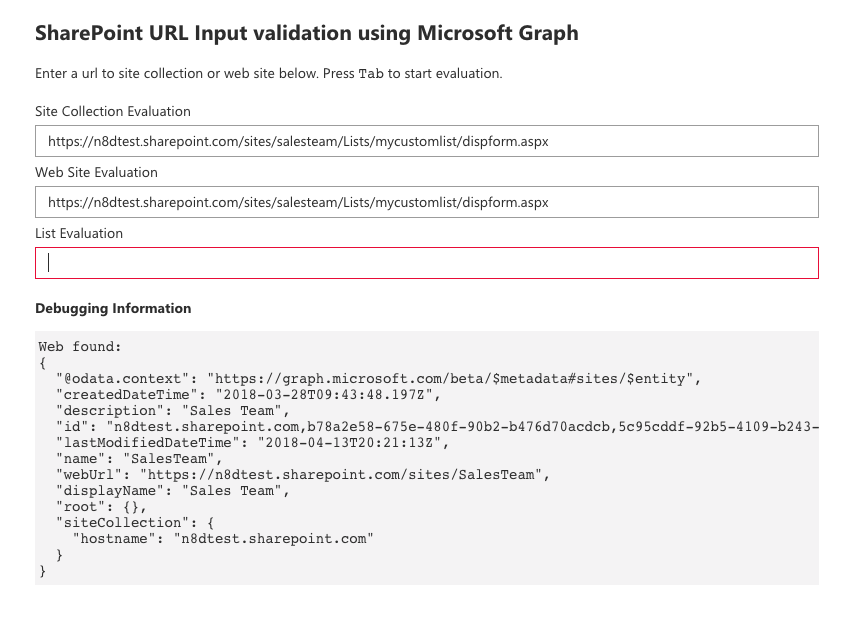 SharePoint URL Input validation using Microsoft Graph
Enter a url to site collection or web site below. Press Tab to start evaluation.
Site Collection Evaluation
https://n8dtest.sharepoint.com/sites/salesteam/Lists/mycustomlist/dispform.aspx
Web Site Evaluation
https://n8dtest.sharepoint.com/sites/salesteam/Lists/mycustomlist/dispform.aspx
List Evaluation
Debugging Information
Web found:
{
  "@odata.context": "https://graph.microsoft.com/beta/$metadata#sites/$entity",
  "createdDateTime": "2018-03-28T09:43:48.197Z",
  "description": "Sales Team",
  "id": "n8dtest.sharepoint.com,b78a2e58-675e-480f-90b2-b476d70acdcb,5c95cddf-92b5-4109-b243-
  "lastModifiedDateTime": "2018-04-13T20:21:13Z",
  "name": "SalesTeam",
  "webUrl": "https://n8dtest.sharepoint.com/sites/SalesTeam",
  "displayName": "Sales Team",
  "root": {},
  "siteCollection": {
    "hostname": "n8dtest.sharepoint.com"
  }
}